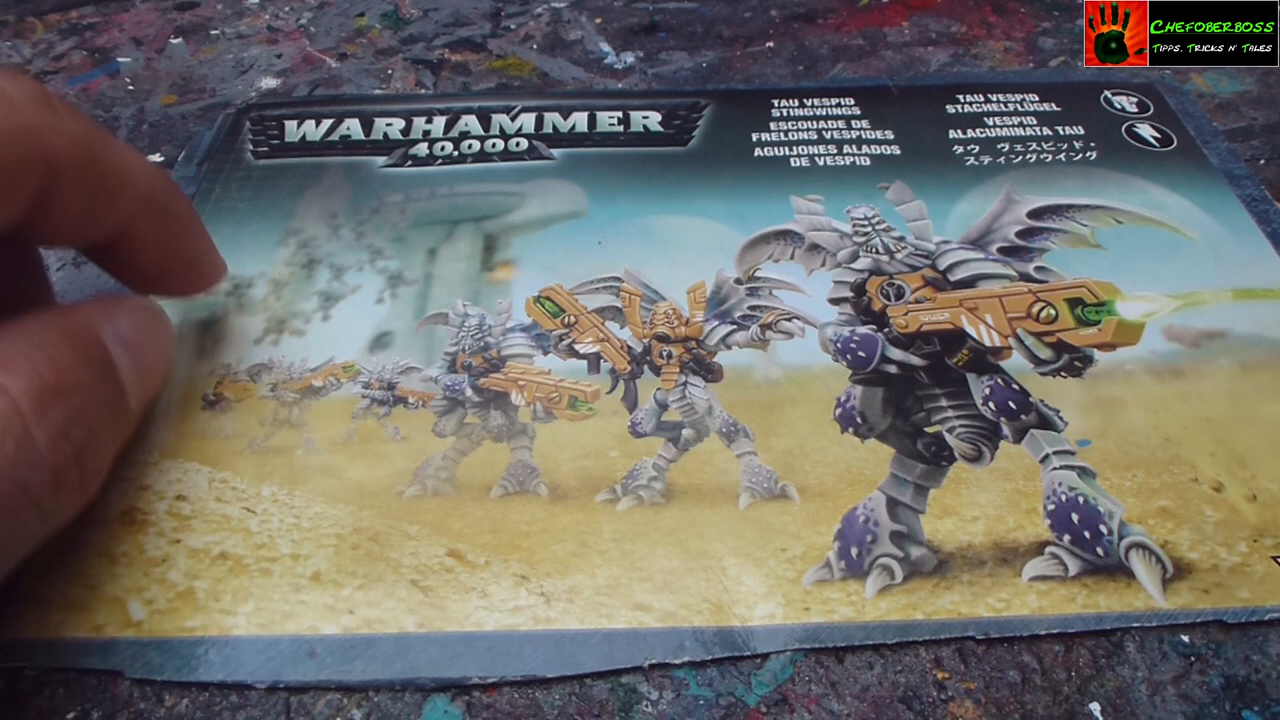 CHEFOBERBOSS
TIPPS, TRICKS N' TALES
WARHAMMER
40,000
TAU VESPID
STINGWINGS
ESCOUADE DE
FRELONS VESPIDES
AGUIJONES ALADOS
DE VESPID
TAU VESPID
STACHELFLÜGEL
VESPID
ALACUMINATA TAU
タウ ヴェスピッド・
スティングウイング